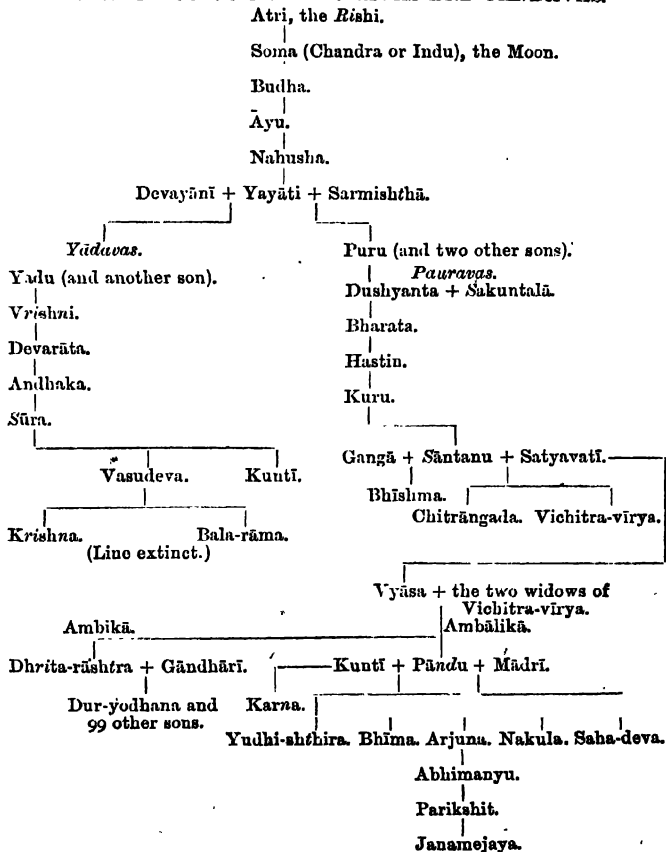 Atri, the Rishi.
Soma (Chandra or Indu), the Moon.
Budha.
Āyu.
Nahusha.
Devayānī + Yayāti + Sarmishthā.
Yādavas.
Puru (and two other sons).
Yadu (and another son).
Pauravas.
Dushyanta + Sakuntalā.
Vrishni.
Bharata.
Devarāta.
Hastin.
Andhaka.
Kuru.
Sūra.
Gangā + Sāntanu + Satyavatī.
Vasudeva. Kuntī.
Bhīshma.
Chitrāngada. Vichitra-vīrya.
Krishna. Bala-rāma.
(Line extinct.)
Vyāsa + the two widows of
Vichitra-vīrya.
Ambikā. Ambālikā.
Dhrita-rāshtra + Gāndhārī. Kuntī + Pāndu + Mādrī.
Dur-yodhana and
99 other sons.
Karna.
Yudhi-shthira. Bhīma. Arjuna. Nakula. Saha-deva.
Abhimanyu.
Parikshit.
Janamejaya.